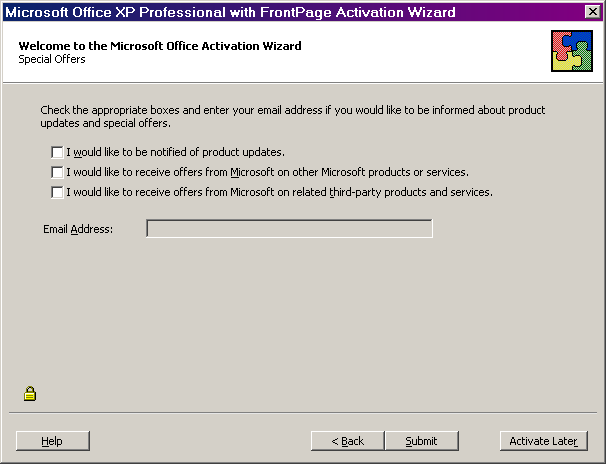 Microsoft Office XP Professional with FrontPage Activation Wizard
Welcome to the Microsoft Office Activation Wizard
Special Offers
Check the appropriate boxes and enter your email address if you would like to be informed about product
updates and special offers.
I would like to be notified of product updates.
I would like to receive offers from Microsoft on other Microsoft products or services.
I would like to receive offers from Microsoft on related third-party products and services.
Email Address:
Help
< Back
Submit
Activate Later